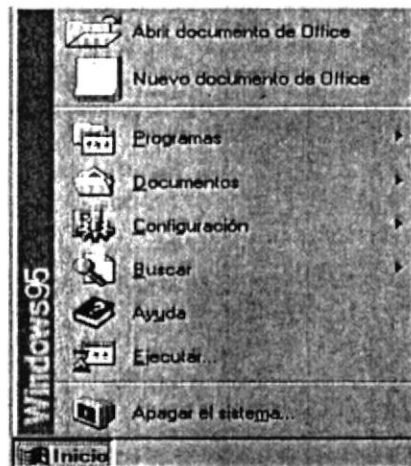 Abrir documento de Office
Nuevo documento de Office
Programas
Documentos
Configuración
Buscar
Ayuda
Ejecutar...
Apagar el sistema...
Windows95
Inicio